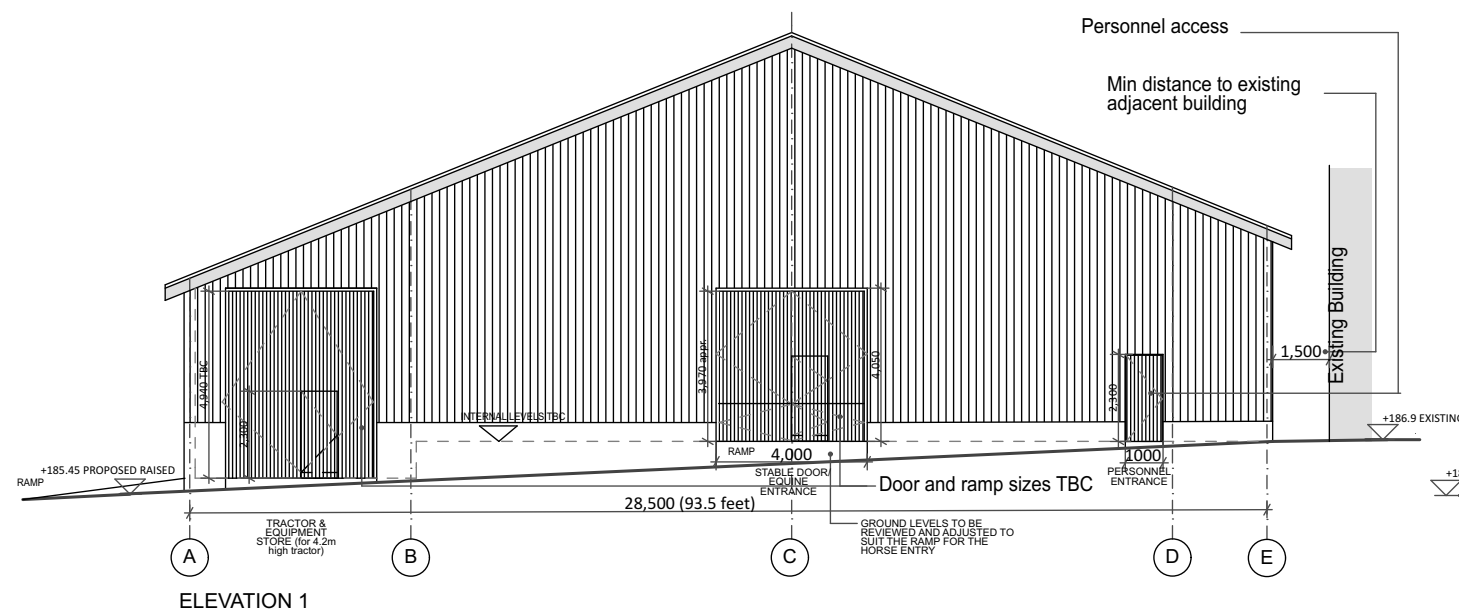 Personnel access
Min distance to existing
adjacent building
Existing Building
1,500
4,940 TBC
2,300
3,970 appr.
4,050
2,300
INTERNAL LEVELS TBC
+186.9 EXISTING
+185.45 PROPOSED RAISED
RAMP
RAMP
4,000
1000
STABLE DOOR/
EQUINE
ENTRANCE
PERSONNEL
ENTRANCE
Door and ramp sizes TBC
28,500 (93.5 feet)
TRACTOR &
EQUIPMENT
STORE (for 4.2m
high tractor)
GROUND LEVELS TO BE
REVIEWED AND ADJUSTED TO
SUIT THE RAMP FOR THE
HORSE ENTRY
A
B
C
D
E
ELEVATION 1